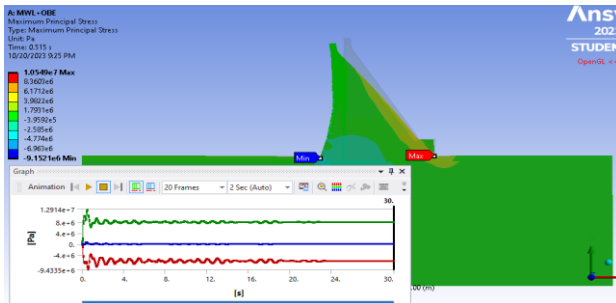 A: MWL+OBE
Maximum Principal Stress
Type: Maximum Principal Stress
Unit: Pa
Time: 0.515 s
10/20/2023 9:25 PM
1.0549e7 Max
8.3603e6
6.1712e6
3.9822e6
1.7931e6
-3.9592e5
-2.585e6
-4.774e6
-6.963e6
-9.1521e6 Min
Ans
202
STUDEN
OpenGL
Min
Max
Graph
Animation
20 Frames
2 Sec (Auto)
30.
1.2914e+7
8.e+6
4.e+6
0.
-4.e+6
-9.4335e+6
[Pa]
0. 4. 8. 12. 16. 20. 24. 30.
[s]
.00 (m)